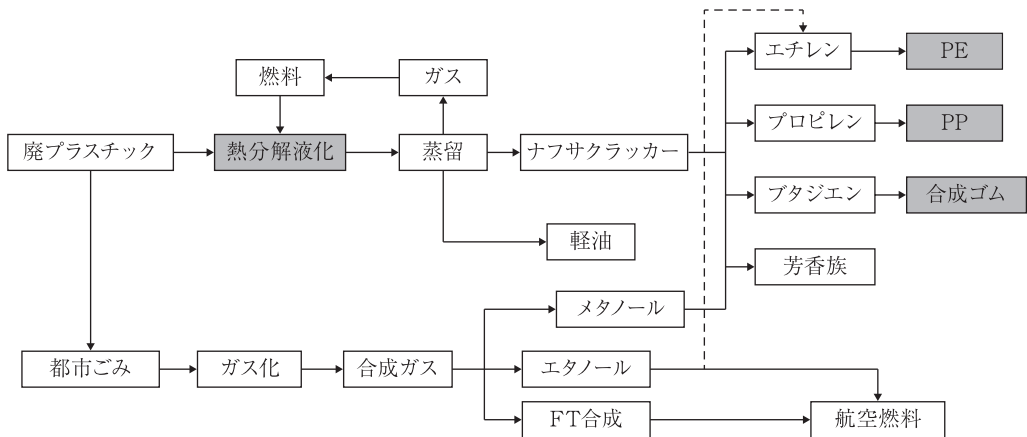 エチレン
PE
燃料
ガス
プロピレン
PP
廃プラスチック
熱分解液化
蒸留
ナフサクラッカー
ブタジエン
合成ゴム
軽油
芳香族
メタノール
都市ごみ
ガス化
合成ガス
エタノール
FT合成
航空燃料